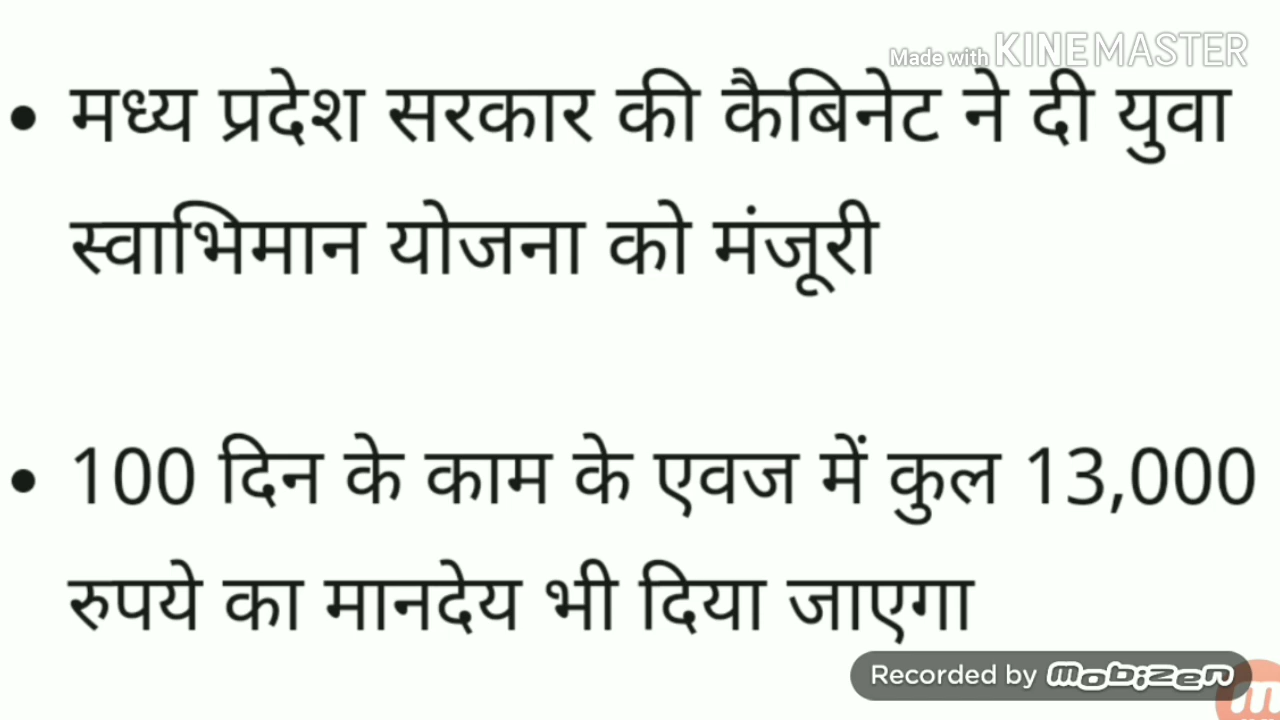 Made with KINEMASTER
• मध्य प्रदेश सरकार की कैबिनेट ने दी युवा
स्वाभिमान योजना को मंजूरी
• 100 दिन के काम के एवज में कुल 13,000
रुपये का मानदेय भी दिया जाएगा
Recorded by mobizen
m